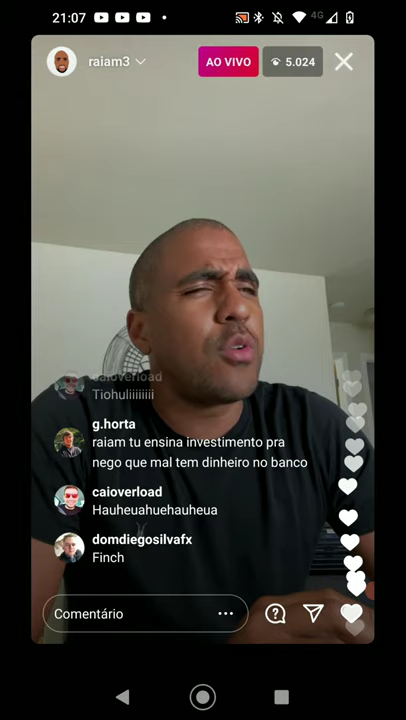 21:07
4G
raiam3
AO VIVO
5.024
caioverload
Tiohuliiiiiiii
g.horta
raiam tu ensina investimento pra
nego que mal tem dinheiro no banco
caioverload
Hauheuahuehauheua
domdiegosilvafx
Finch
Comentário